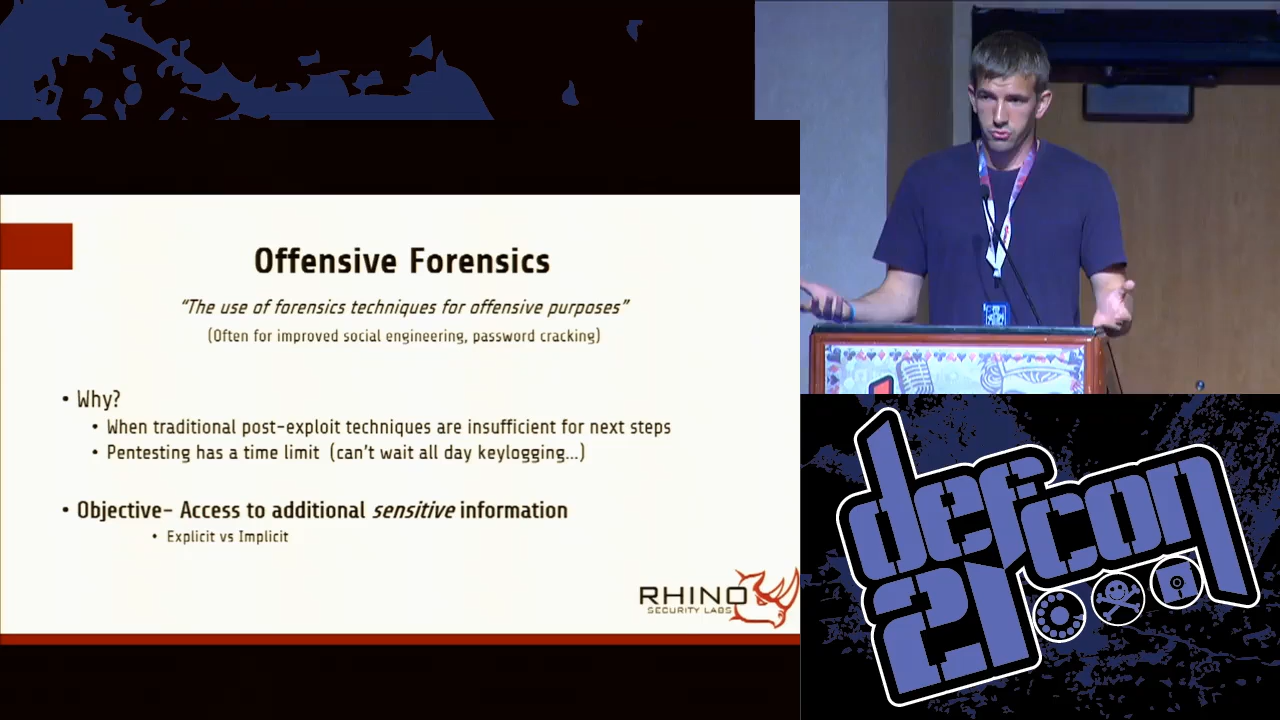 Offensive Forensics
“The use of forensics techniques for offensive purposes”
(Often for improved social engineering, password cracking)
• Why?
• When traditional post-exploit techniques are insufficient for next steps
• Pentesting has a time limit (can't wait all day keylogging...)
• Objective- Access to additional sensitive information
• Explicit vs Implicit
RHINO
SECURITY LABS
defcon
21